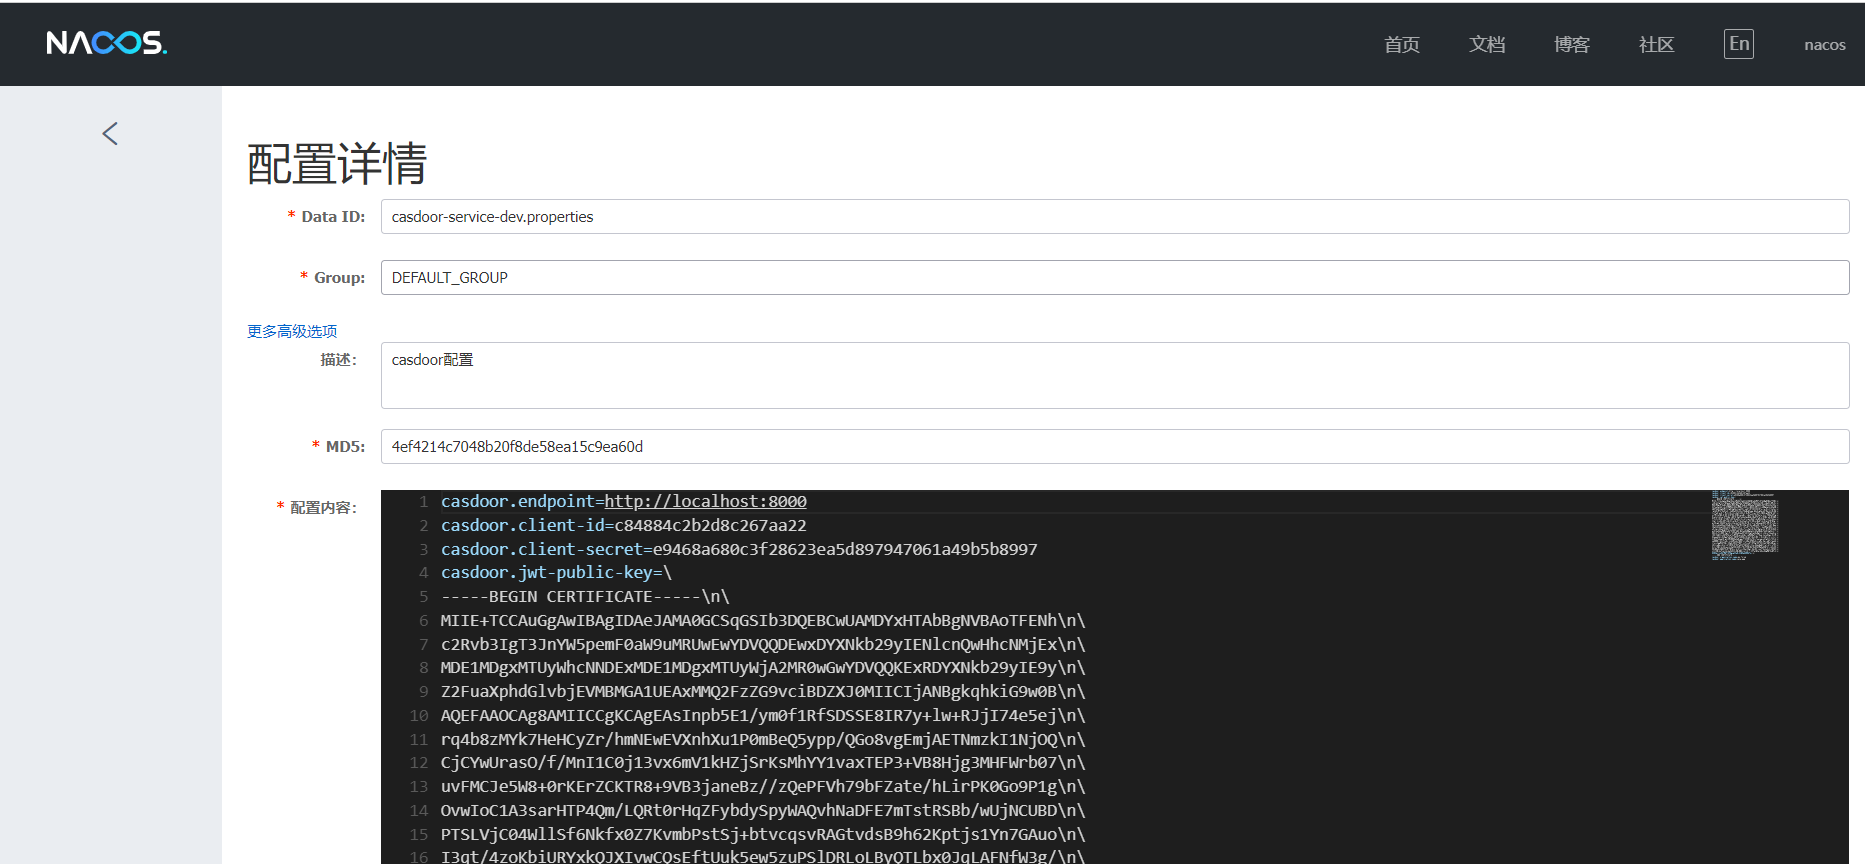 NACOS.
首页 文档 博客 社区 En nacos
配置详情
* Data ID: casdoor-service-dev.properties
* Group: DEFAULT_GROUP
更多高级选项
描述: casdoor配置
* MD5: 4ef4214c7048b20f8de58ea15c9ea60d
* 配置内容:
1 casdoor.endpoint=http://localhost:8000
2 casdoor.client-id=c84884c2b2d8c267aa22
3 casdoor.client-secret=e9468a680c3f28623ea5d897947061a49b5b8997
4 casdoor.jwt-public-key=\
5 -----BEGIN CERTIFICATE-----\n\
6 MIIE+TCCAuGgAwIBAgIDAeJAMA0GCSqGSIb3DQEBCwUAMDYxHTAbBgNVBAoTFENh\n\
7 c2Rvb3IgT3JnYW5pemF0aW9uMRUwEwYDVQQDEwxDYXNkb29yIENlcnQwHhcNMjEx\n\
8 MDE1MDgxMTUyWhcNNDExMDE1MDgxMTUyWjA2MR0wGwYDVQQKExRDYXNkb29yIE9y\n\
9 Z2FuaXphdGlvbjEVMBMGA1UEAxMMQ2FzZG9vciBDZXJ0MIICIjANBgkqhkiG9w0B\n\
10 AQEFAAOCAg8AMIICCgKCAgEAsInpb5E1/ym0f1RfSDSSE8IR7y+lw+RJjI74e5ej\n\
11 rq4b8zMYk7HeHCyZr/hmNEwEVXnhXu1P0mBeQ5ypp/QGo8vgEmjAETNmzkI1NjOQ\n\
12 CjCYwUrasO/f/MnI1C0j13vx6mV1kHZjSrKsMhYY1vaxTEP3+VB8Hjg3MHFWrb07\n\
13 uvFMCJe5W8+0rKErZCKTR8+9VB3janeBz//zQePFVh79bFZate/hLirPK0Go9P1g\n\
14 OvwIoC1A3sarHTP4Qm/LQRt0rHqZFybdySpyWAQvhNaDFE7mTstRSBb/wUjNCUBD\n\
15 PTSLVjC04WllSf6Nkfx0Z7KvmbPstSj+btvcqsvRAGtvdsB9h62Kptjs1Yn7GAuo\n\
16 I3qt/4zoKbiURYxkQJXIvwCQsEftUuk5ew5zuPSlDRLoLByQTLbx0JqLAFNfW3g/\n\